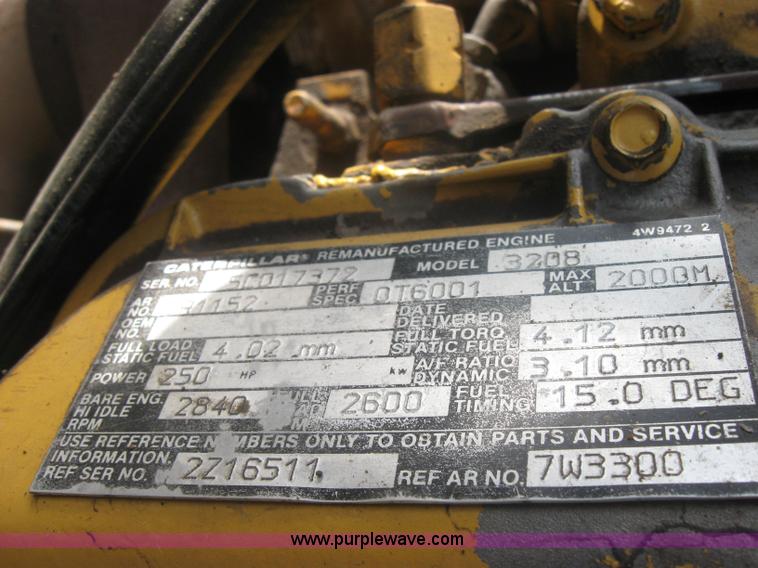 4W9472 2
CATERPILLAR® REMANUFACTURED ENGINE
SER. NO. 5C017372 MODEL 3208
AR NO. 91152 PERF SPEC 0T6001 MAX ALT 2000M
OEM NO. DATE DELIVERED
FULL LOAD STATIC FUEL 4.02 mm FULL TORQ STATIC FUEL 4.12 mm
POWER 250 HP kw A/F RATIO DYNAMIC 3.10 mm
BARE ENG. HI IDLE RPM 2840 2600 FUEL TIMING 15.0 DEG
USE REFERENCE NUMBERS ONLY TO OBTAIN PARTS AND SERVICE
INFORMATION
REF SER NO. 2Z16511 REF AR NO. 7W3300
www.purplewave.com